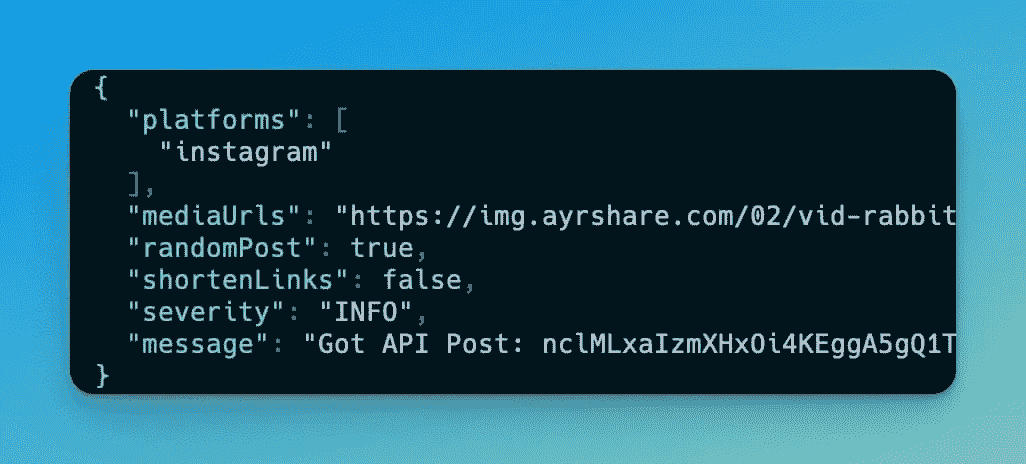 {
"platforms": [
"instagram"
],
"mediaUrls": "https://img.ayrshare.com/02/vid-rabbit
"randomPost": true,
"shortenLinks": false,
"severity": "INFO",
"message": "Got API Post: nclMLxaIzmXHxOi4KEggA5gQ1T
}